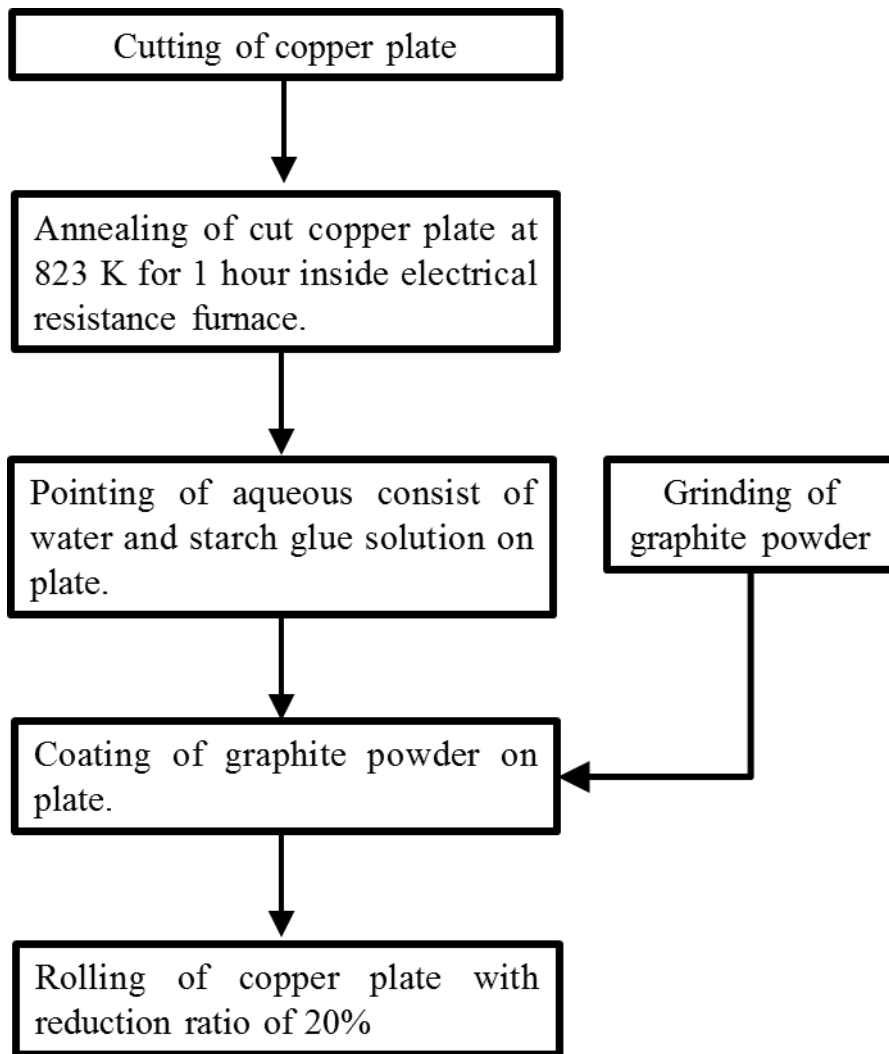 Cutting of copper plate
Annealing of cut copper plate at
823 K for 1 hour inside electrical
resistance furnace.
Pointing of aqueous consist of
water and starch glue solution on
plate.
Grinding of
graphite powder
Coating of graphite powder on
plate.
Rolling of copper plate with
reduction ratio of 20%